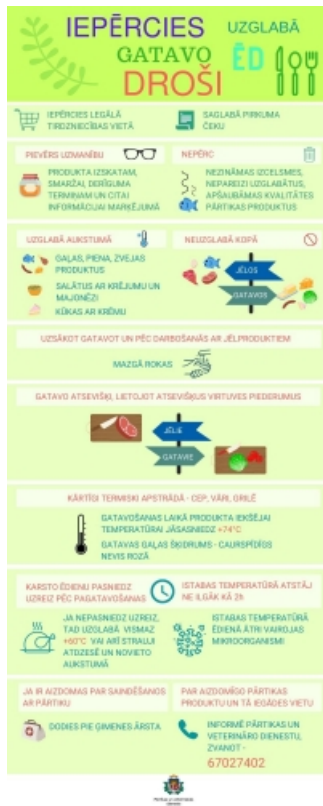 IEPĒRCIES UZGLABĀ
GATAVO ĒD
DROŠI
IEPĒRCIES LEGĀLĀ
TIRDZNIECĪBAS VIETĀ
SAGLABĀ PIRKUMA
ČEKU
PIEVĒRS UZMANĪBU
PRODUKTA IZSKATAM,
SMARŽAI, DERĪGUMA
TERMIŅAM UN CITAI
INFORMĀCIJAI MARĶĒJUMĀ
NEPĒRC
NEZINĀMAS IZCELSMES,
NEPAREIZI UZGLABĀTUS,
APŠAUBĀMAS KVALITĀTES
PĀRTIKAS PRODUKTUS
UZGLABĀ AUKSTUMĀ
GAĻAS, PIENA, ZVEJAS
PRODUKTUS
SALĀTUS AR KRĒJUMU UN
MAJONĒZI
KŪKAS AR KRĒMU
NEUZGLABĀ KOPĀ
JĒLOS
GATAVOS
UZSĀKOT GATAVOT UN PĒC DARBOŠANĀS AR JĒLPRODUKTIEM
MAZGĀ ROKAS
GATAVO ATSEVIŠĶI, LIETOJOT ATSEVIŠĶUS VIRTUVES PIEDERUMUS
JĒLIE
GATAVIE
KĀRTĪGI TERMISKI APSTRĀDĀ - CEP, VĀRI, GRILĒ
GATAVOŠANAS LAIKĀ PRODUKTA IEKŠĒJAI
TEMPERATŪRAI JĀSASNIEDZ +74°C
GATAVAS GAĻAS ŠĶIDRUMS - CAURSPĪDĪGS
NEVIS ROZĀ
KARSTO ĒDIENU PASNIEDZ
UZREIZ PĒC PAGATAVOŠANAS
JA NEPASNIEDZ UZREIZ,
TAD UZGLABĀ VISMAZ
+60°C VAI ARĪ STRAUJI
ATDZESĒ UN NOVIETO
AUKSTUMĀ
ISTABAS TEMPERATŪRĀ ATSTĀJ
NE ILGĀK KĀ 2h
ISTABAS TEMPERATŪRĀ
ĒDIENĀ ĀTRI VAIROJAS
MIKROORGANISMI
JA IR AIZDOMAS PAR SAINDĒŠANOS
AR PĀRTIKU
DODIES PIE ĢIMENES ĀRSTA
PAR AIZDOMĪGO PĀRTIKAS
PRODUKTU UN TĀ IEGĀDES VIETU
INFORMĒ PĀRTIKAS UN
VETERINĀRO DIENESTU,
ZVANOT -
67027402